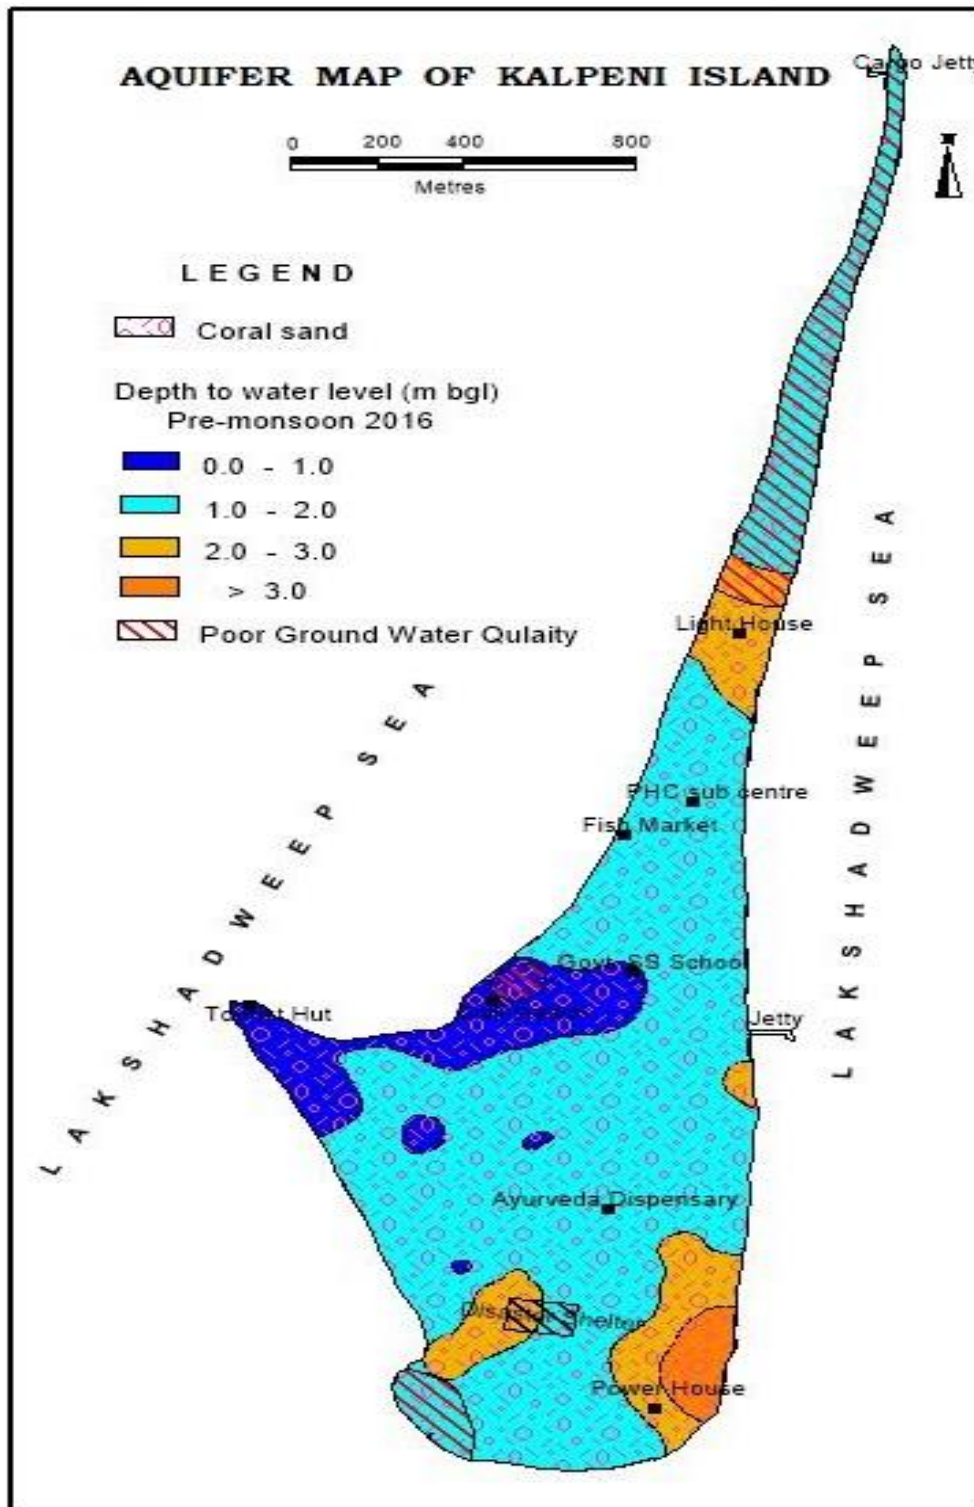 AQUIFER MAP OF KALPENI ISLAND
Cargo Jetty
0 200 400 800
Metres
LEGEND
Coral sand
Depth to water level (m bgl)
Pre-monsoon 2016
0.0 - 1.0
1.0 - 2.0
2.0 - 3.0
> 3.0
Poor Ground Water Qulaity
Light House
LAKSHADWEEP SEA
LAKSHADWEEP SEA
PHC sub centre
Fish Market
Govt. SS School
Tourist Hut
Jetty
Ayurveda Dispensary
Disaster Shelter
Power House